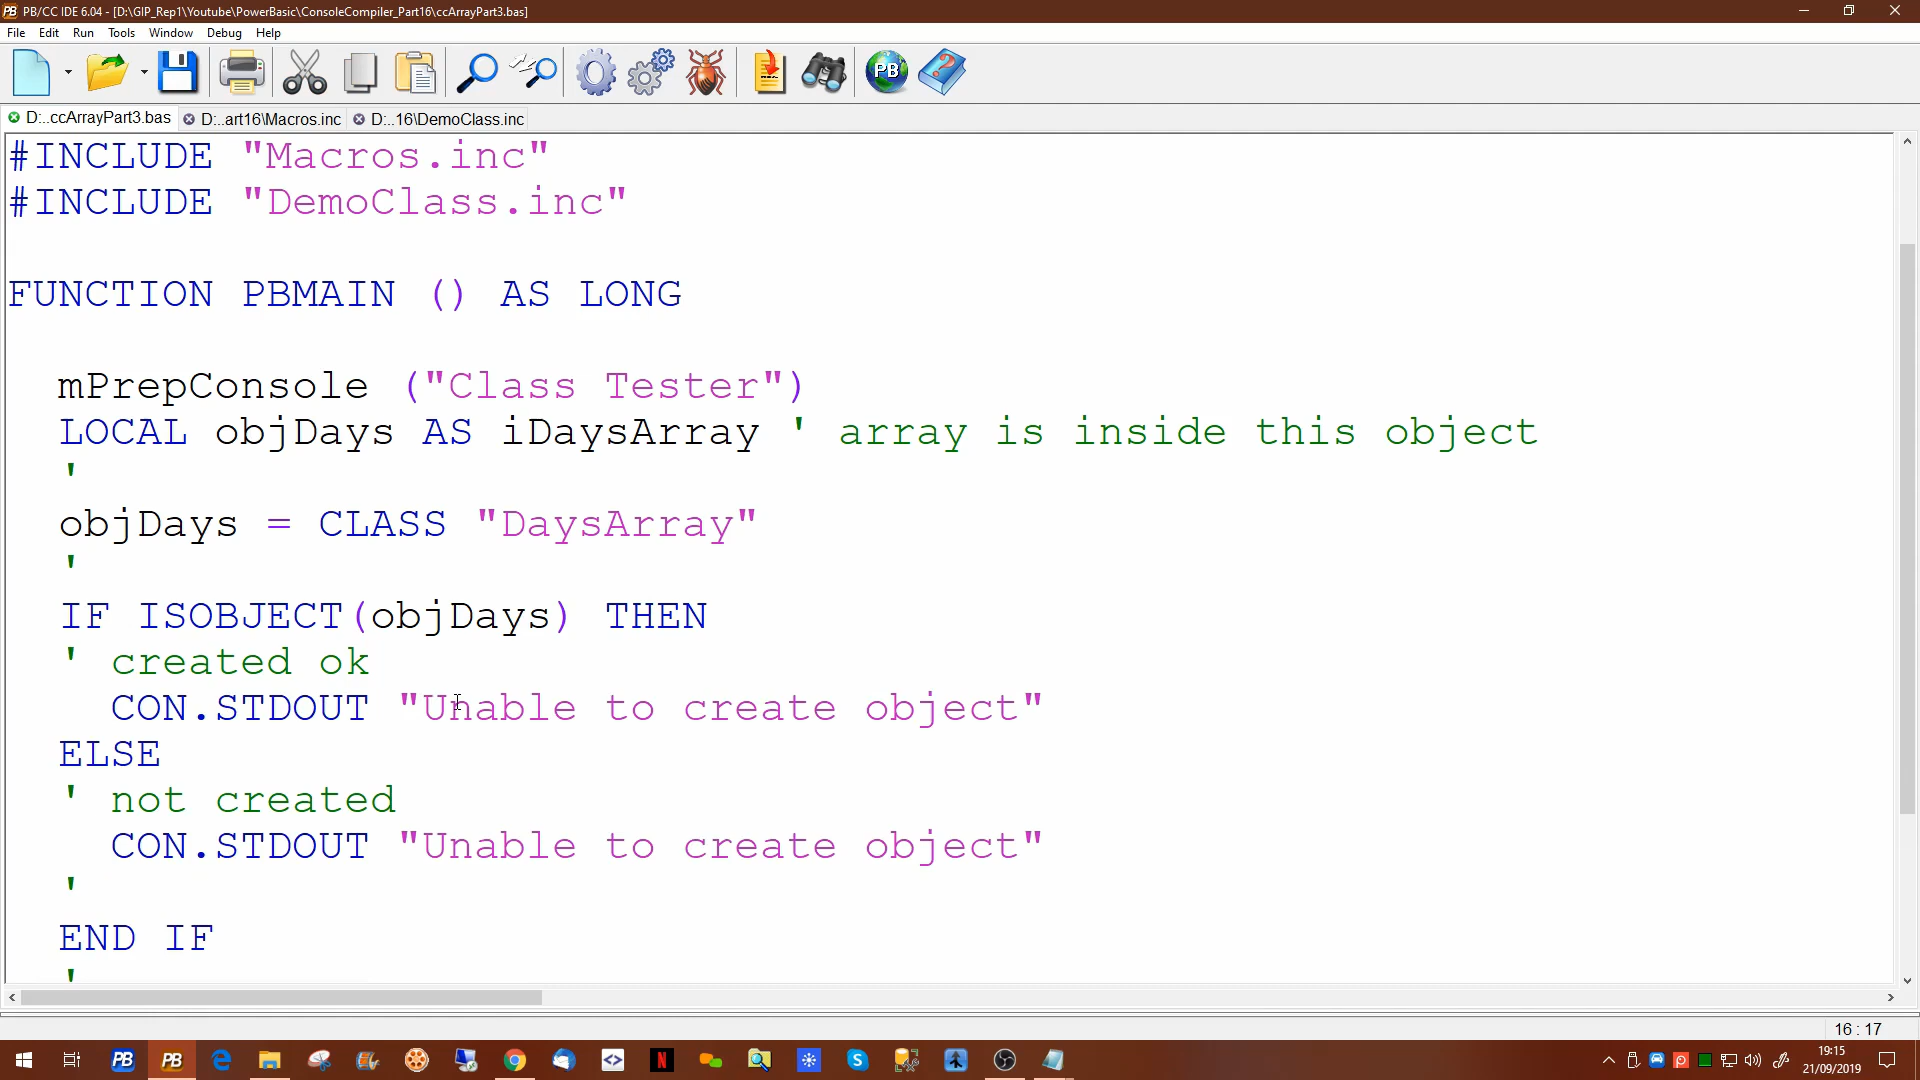 PB/CC IDE 6.04 - [D:\GIP_Rep1\Youtube\PowerBasic\ConsoleCompiler_Part16\ccArrayPart3.bas]
File Edit Run Tools Window Debug Help
PB
D:..ccArrayPart3.bas D:..art16\Macros.inc D:..16\DemoClass.inc
#INCLUDE "Macros.inc"
#INCLUDE "DemoClass.inc"
FUNCTION PBMAIN () AS LONG
mPrepConsole ("Class Tester")
LOCAL objDays AS iDaysArray ' array is inside this object
'
objDays = CLASS "DaysArray"
'
IF ISOBJECT(objDays) THEN
' created ok
CON.STDOUT "Unable to create object"
ELSE
' not created
CON.STDOUT "Unable to create object"
'
END IF
'
16 : 17
PB PB
19:15
21/09/2019